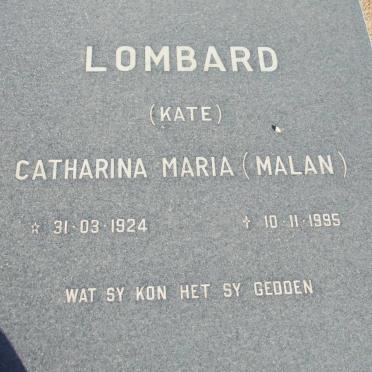 LOMBARD
(KATE)
CATHARINA MARIA (MALAN)
☆ 31·03·1924 ✝ 10·11·1995
WAT SY KON HET SY GEDOEN